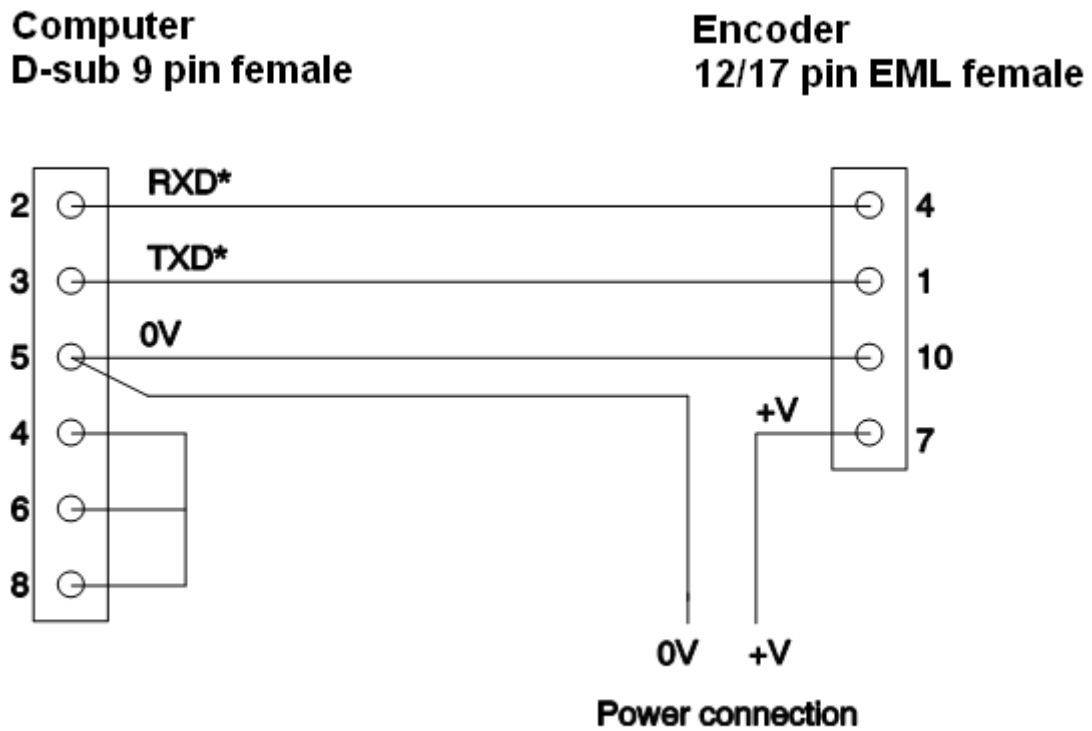 Computer
D-sub 9 pin female
Encoder
12/17 pin EML female
2 RXD* 4
3 TXD* 1
5 0V 10
4 +V 7
6
8
0V +V
Power connection